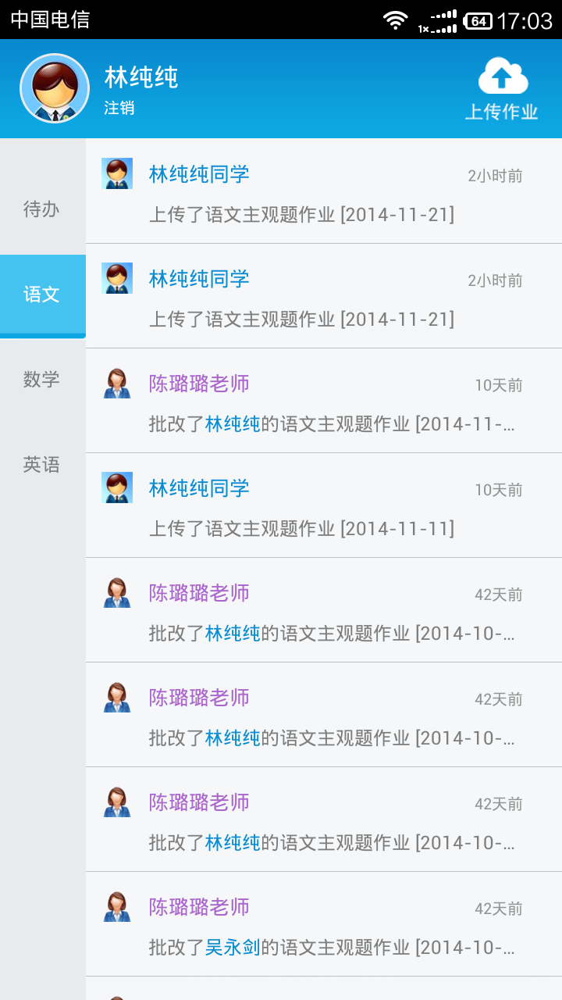 中国电信
1× 64 17:03
林纯纯
注销
上传作业
待办
语文
数学
英语
林纯纯同学 2小时前
上传了语文主观题作业 [2014-11-21]
林纯纯同学 2小时前
上传了语文主观题作业 [2014-11-21]
陈璐璐老师 10天前
批改了林纯纯的语文主观题作业 [2014-11-...
林纯纯同学 10天前
上传了语文主观题作业 [2014-11-11]
陈璐璐老师 42天前
批改了林纯纯的语文主观题作业 [2014-10-...
陈璐璐老师 42天前
批改了林纯纯的语文主观题作业 [2014-10-...
陈璐璐老师 42天前
批改了林纯纯的语文主观题作业 [2014-10-...
陈璐璐老师 42天前
批改了吴永剑的语文主观题作业 [2014-10-...